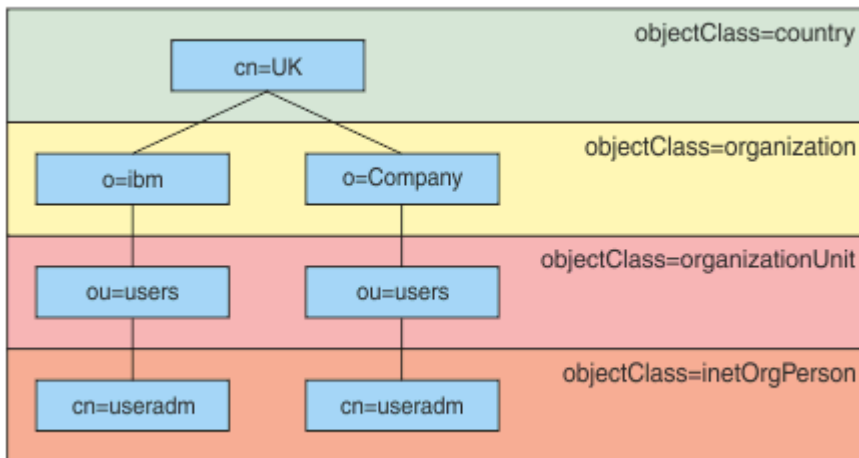 objectClass=country
cn=UK
objectClass=organization
o=ibm
o=Company
objectClass=organizationUnit
ou=users
ou=users
objectClass=inetOrgPerson
cn=useradm
cn=useradm